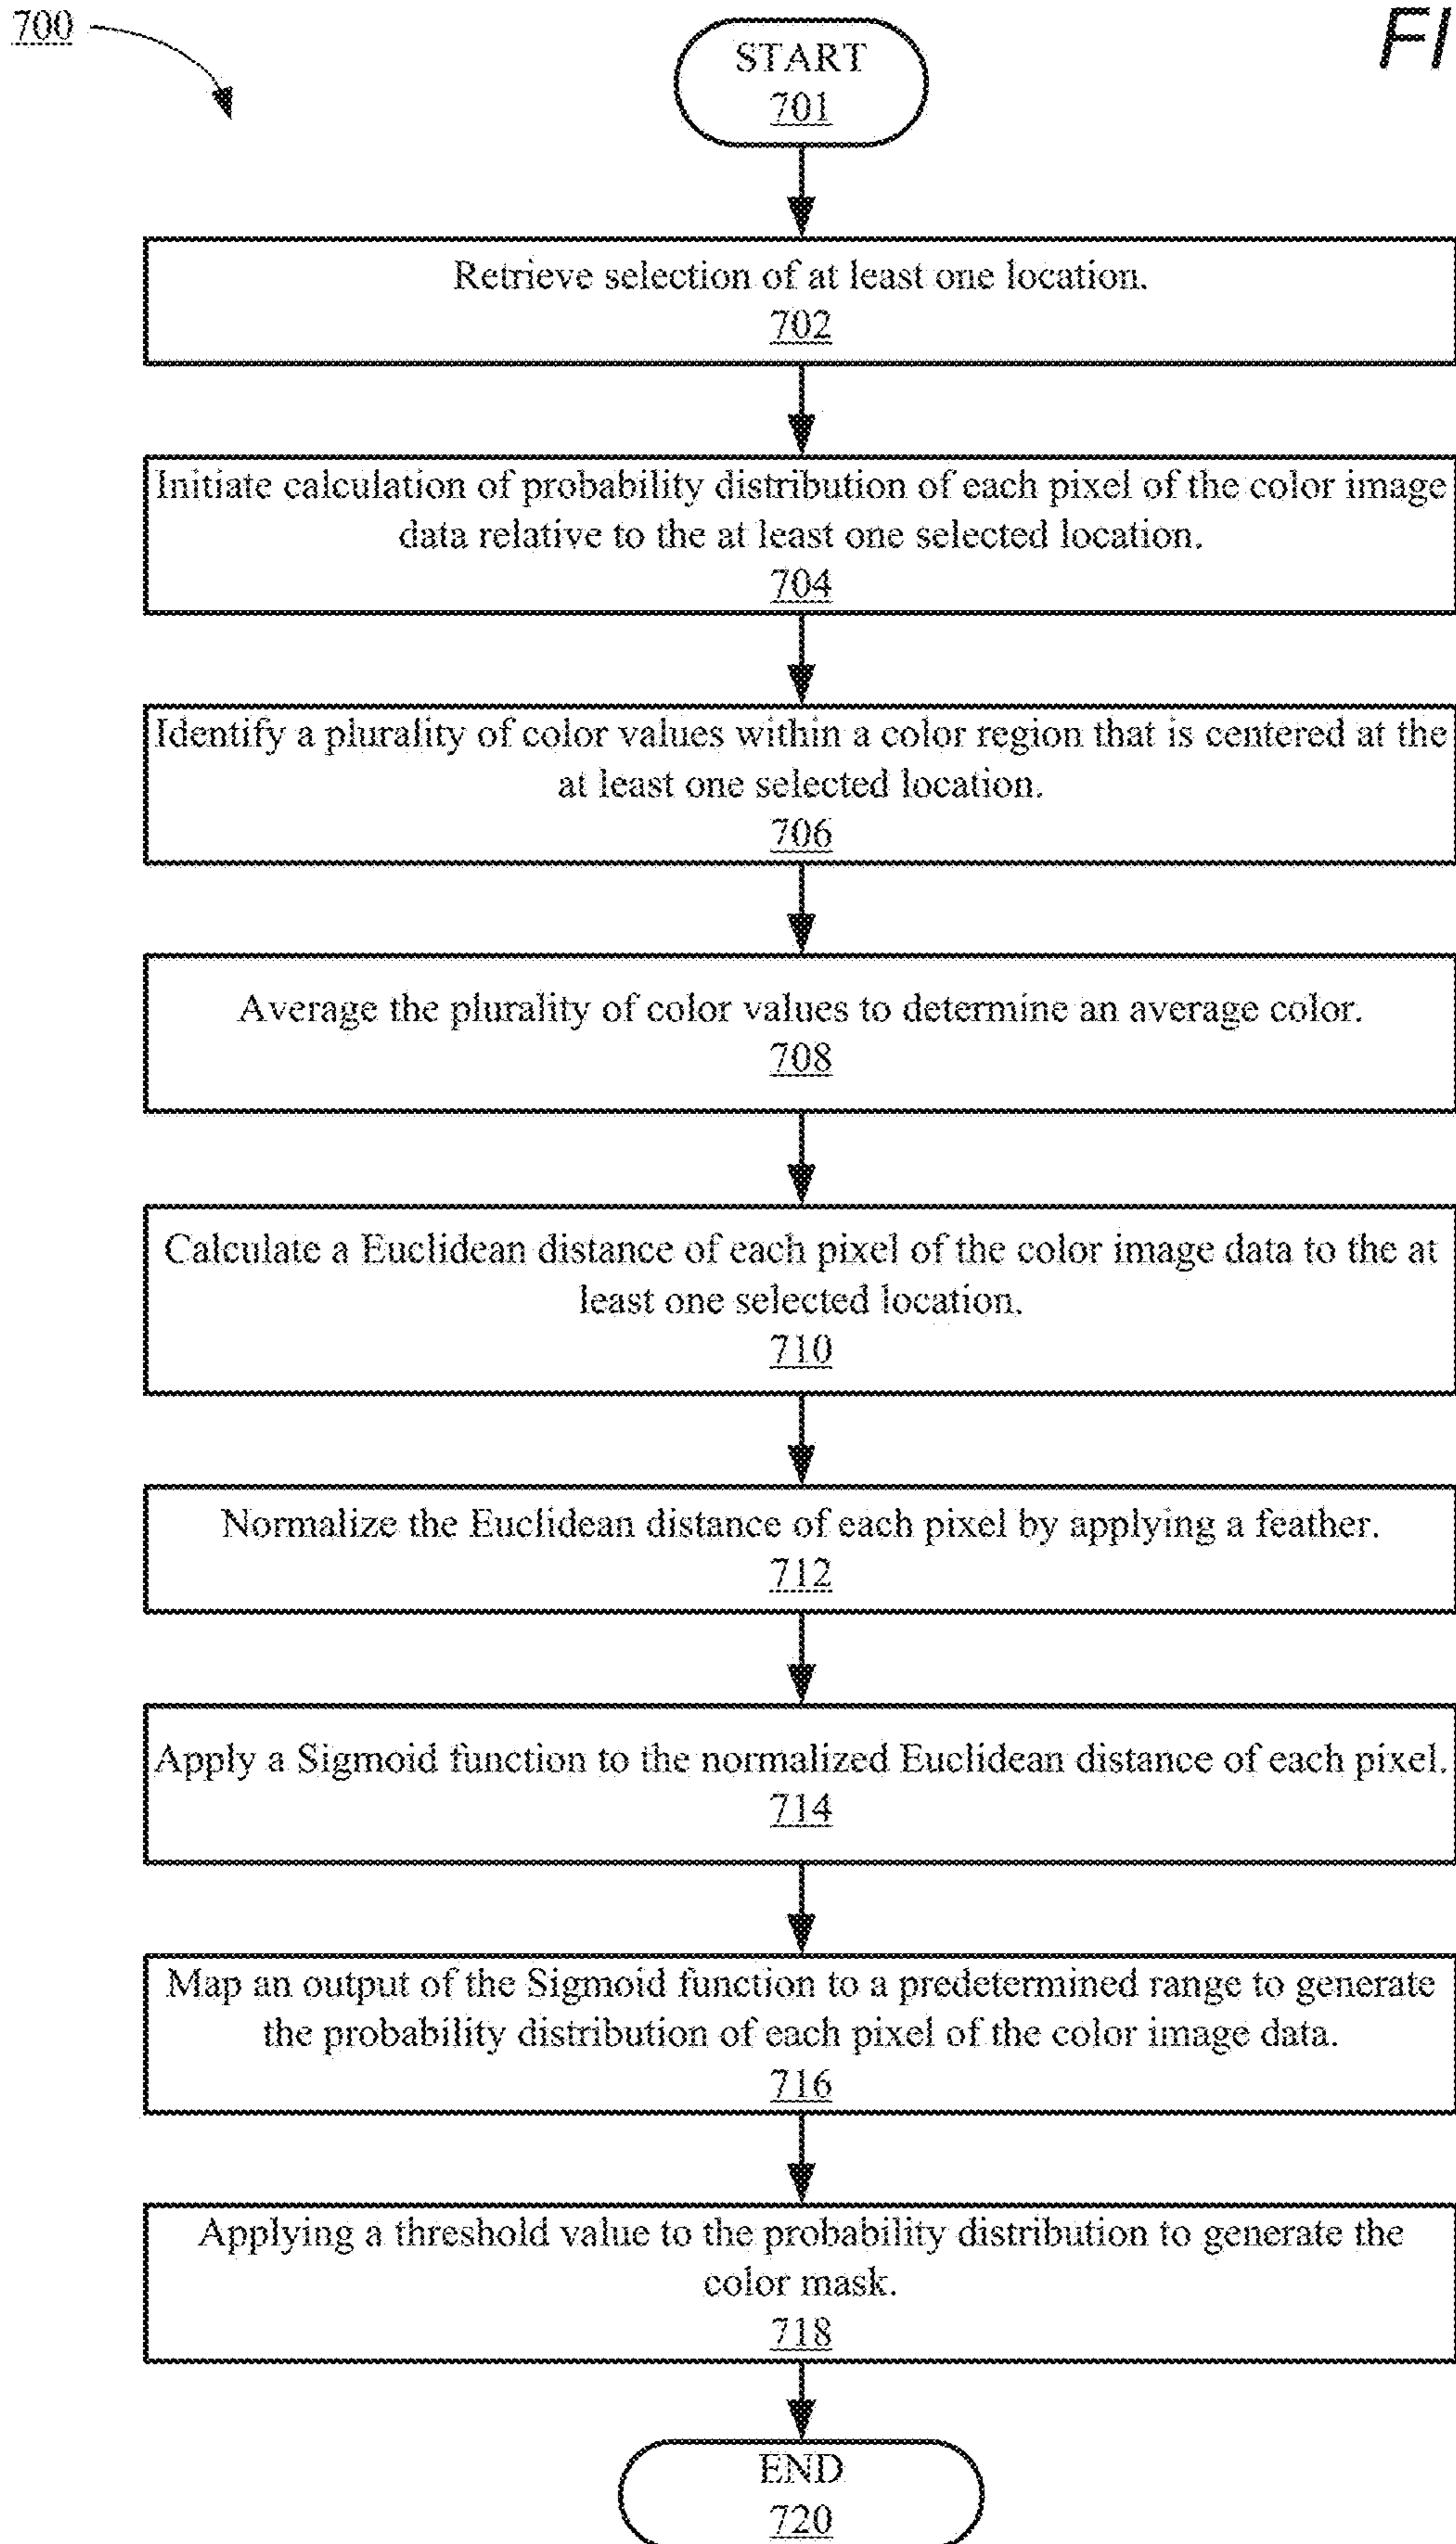 700
FI
START
701
Retrieve selection of at least one location.
702
Initiate calculation of probability distribution of each pixel of the color image
data relative to the at least one selected location.
704
Identify a plurality of color values within a color region that is centered at the
at least one selected location.
706
Average the plurality of color values to determine an average color.
708
Calculate a Euclidean distance of each pixel of the color image data to the at
least one selected location.
710
Normalize the Euclidean distance of each pixel by applying a feather.
712
Apply a Sigmoid function to the normalized Euclidean distance of each pixel.
714
Map an output of the Sigmoid function to a predetermined range to generate
the probability distribution of each pixel of the color image data.
716
Applying a threshold value to the probability distribution to generate the
color mask.
718
END
720